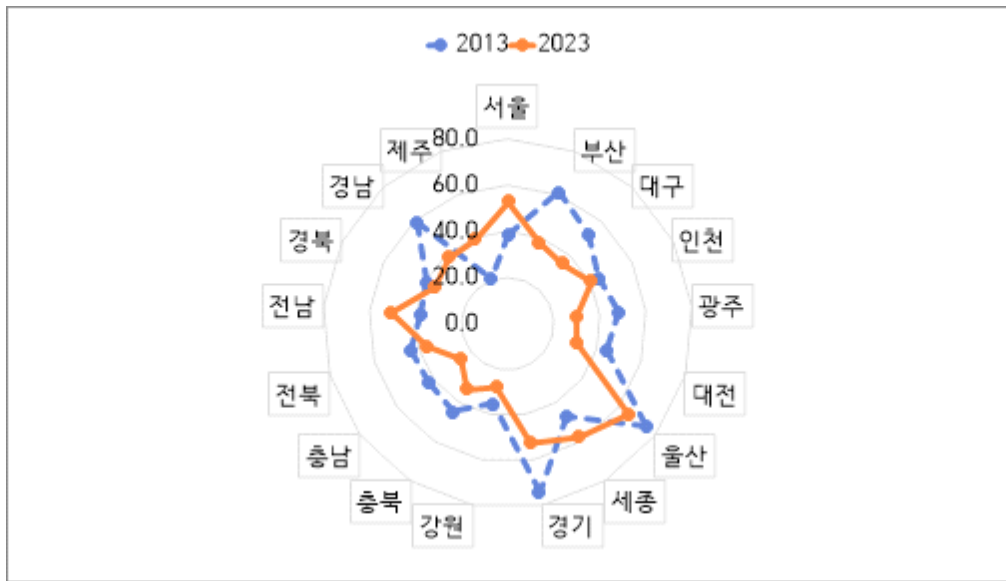 2013 2023
서울
80.0
제주 부산
60.0
경남 대구
40.0
경북 인천
20.0
전남 광주
0.0
전북 대전
충남 울산
충북 세종
강원 경기